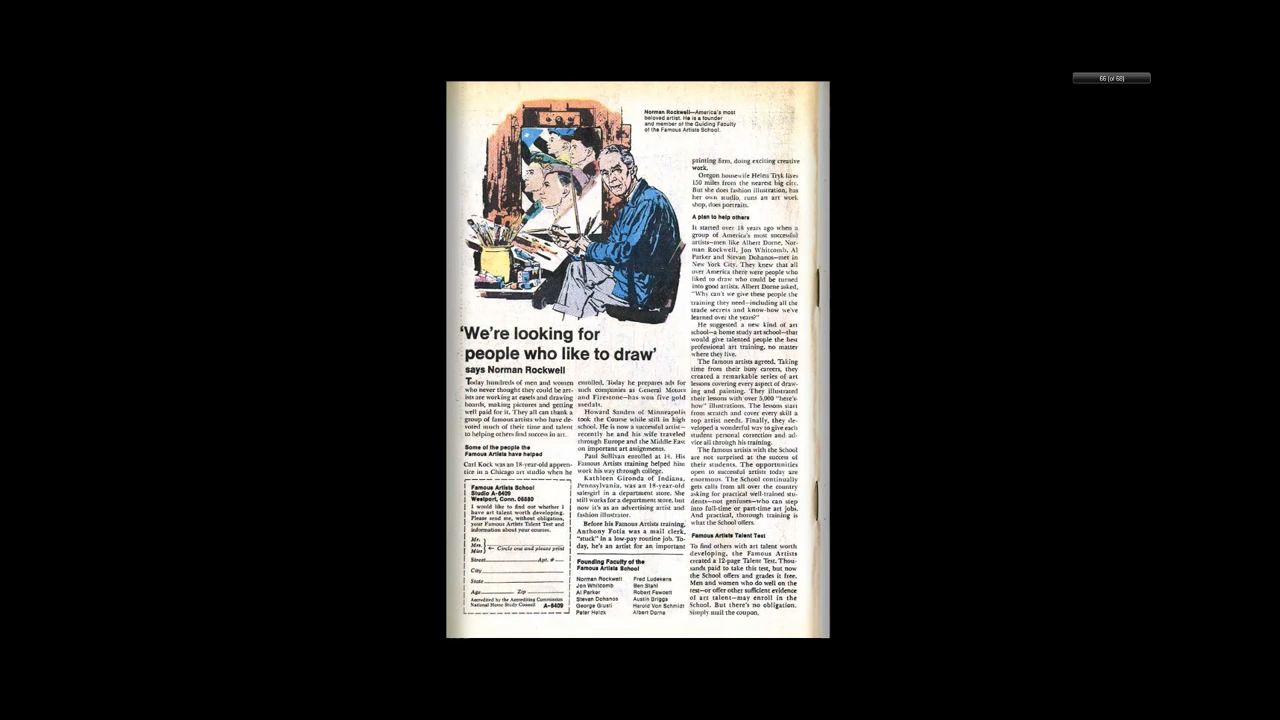 66 (of 68)
Norman Rockwell—America's most
beloved artist. He is a founder
and member of the Guiding Faculty
of the Famous Artists School.
'We're looking for
people who like to draw'
says Norman Rockwell
Today hundreds of men and women
who never thought they could be art-
ists are working at easels and drawing
boards, making pictures and getting
well paid for it. They all can thank a
group of famous artists who have de-
voted much of their time and talent
to helping others find success in art.
Some of the people the
Famous Artists have helped
Carl Kock was an 18-year-old appren-
tice in a Chicago art studio when he
Famous Artists School
Studio A-8409
Westport, Conn. 06880
I would like to find out whether I
have art talent worth developing.
Please send me, without obligation,
your Famous Artists Talent Test and
information about your courses.
Mr.
Mrs.
Miss
← Circle one and please print
Street Apt. #
City
State
Age Zip
Accredited by the Accrediting Commission
National Home Study Council A-8409
enrolled. Today he prepares ads for
such companies as General Motors
and Firestone—has won five gold
medals.
Howard Sanden of Minneapolis
took the Course while still in high
school. He is now a successful artist—
recently he and his wife traveled
through Europe and the Middle East
on important art assignments.
Paul Sullivan enrolled at 14. His
Famous Artists training helped him
work his way through college.
Kathleen Gironda of Indiana,
Pennsylvania, was an 18-year-old
salesgirl in a department store. She
still works for a department store, but
now it's as an advertising artist and
fashion illustrator.
Before his Famous Artists training,
Anthony Fotia was a mail clerk,
"stuck" in a low-pay routine job. To-
day, he's an artist for an important
Founding Faculty of the
Famous Artists School
Norman Rockwell Fred Ludekens
Jon Whitcomb Ben Stahl
Al Parker Robert Fawcett
Stevan Dohanos Austin Briggs
George Giusti Harold Von Schmidt
Peter Helck Albert Dorne
printing firm, doing exciting creative
work.
Oregon housewife Helen Tryk lives
150 miles from the nearest big city.
But she does fashion illustration, has
her own studio, runs an art work
shop, does portraits.
A plan to help others
It started over 18 years ago when a
group of America's most successful
artists—men like Albert Dorne, Nor-
man Rockwell, Jon Whitcomb, Al
Parker and Stevan Dohanos—met in
New York City. They knew that all
over America there were people who
liked to draw who could be turned
into good artists. Albert Dorne asked,
"Why can't we give these people the
training they need—including all the
trade secrets and know-how we've
learned over the years?"
He suggested a new kind of art
school—a home study art school—that
would give talented people the best
professional art training, no matter
where they live.
The famous artists agreed. Taking
time from their busy careers, they
created a remarkable series of art
lessons covering every aspect of draw-
ing and painting. They illustrated
their lessons with over 5,000 "here's-
how" illustrations. The lessons start
from scratch and cover every skill a
top artist needs. Finally, they de-
veloped a wonderful way to give each
student personal correction and ad-
vice all through his training.
The famous artists with the School
are not surprised at the success of
their students. The opportunities
open to successful artists today are
enormous. The School continually
gets calls from all over the country
asking for practical well-trained stu-
dents—not geniuses—who can step
into full-time or part-time art jobs.
And practical, thorough training is
what the School offers.
Famous Artists Talent Test
To find others with art talent worth
developing, the Famous Artists
created a 12-page Talent Test. Thou-
sands paid to take this test, but now
the School offers and grades it free.
Men and women who do well on the
test—or offer other sufficient evidence
of art talent—may enroll in the
School. But there's no obligation.
Simply mail the coupon.